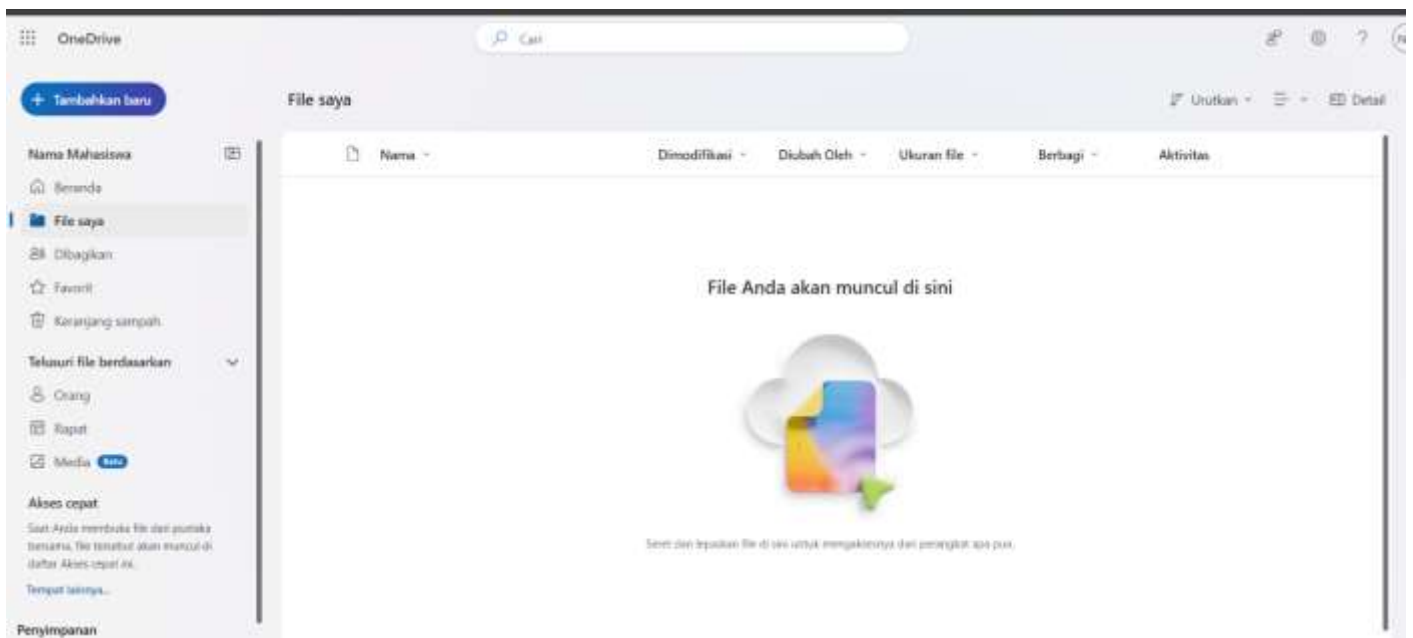 OneDrive
Cari
+ Tambahkan baru
File saya
Urutkan
Detail
Nama Mahasiswa
Beranda
File saya
Dibagikan
Favorit
Keranjang sampah
Telusuri file berdasarkan
Orang
Rapat
Media Beta
Akses cepat
Saat Anda membuka file dari pustaka
bersama, file tersebut akan muncul di
daftar Akses cepat ini.
Tempat lainnya...
Penyimpanan
Nama
Dimodifikasi
Diubah Oleh
Ukuran file
Berbagi
Aktivitas
File Anda akan muncul di sini
Seret dan lepaskan file di sini untuk mengaksesnya dari perangkat apa pun.